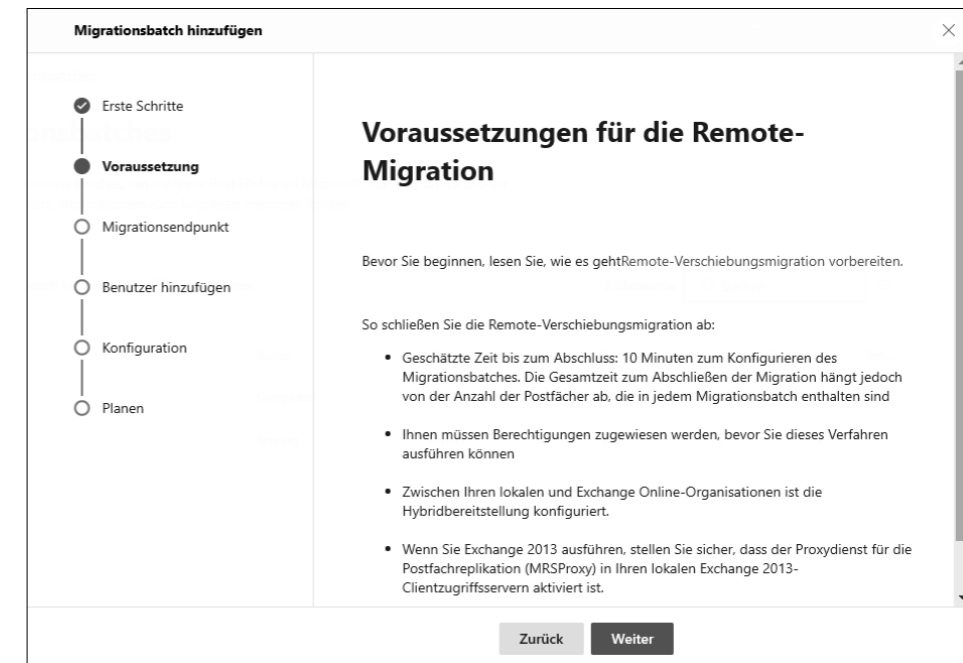 Migrationsbatch hinzufügen
Erste Schritte
Voraussetzung
Migrationsendpunkt
Benutzer hinzufügen
Konfiguration
Planen
Voraussetzungen für die Remote-
Migration
Bevor Sie beginnen, lesen Sie, wie es gehtRemote-Verschiebungsmigration vorbereiten.
So schließen Sie die Remote-Verschiebungsmigration ab:
• Geschätzte Zeit bis zum Abschluss: 10 Minuten zum Konfigurieren des
Migrationsbatches. Die Gesamtzeit zum Abschließen der Migration hängt jedoch
von der Anzahl der Postfächer ab, die in jedem Migrationsbatch enthalten sind
• Ihnen müssen Berechtigungen zugewiesen werden, bevor Sie dieses Verfahren
ausführen können
• Zwischen Ihren lokalen und Exchange Online-Organisationen ist die
Hybridbereitstellung konfiguriert.
• Wenn Sie Exchange 2013 ausführen, stellen Sie sicher, dass der Proxydienst für die
Postfachreplikation (MRSProxy) in Ihren lokalen Exchange 2013-
Clientzugriffsservern aktiviert ist.
Zurück
Weiter